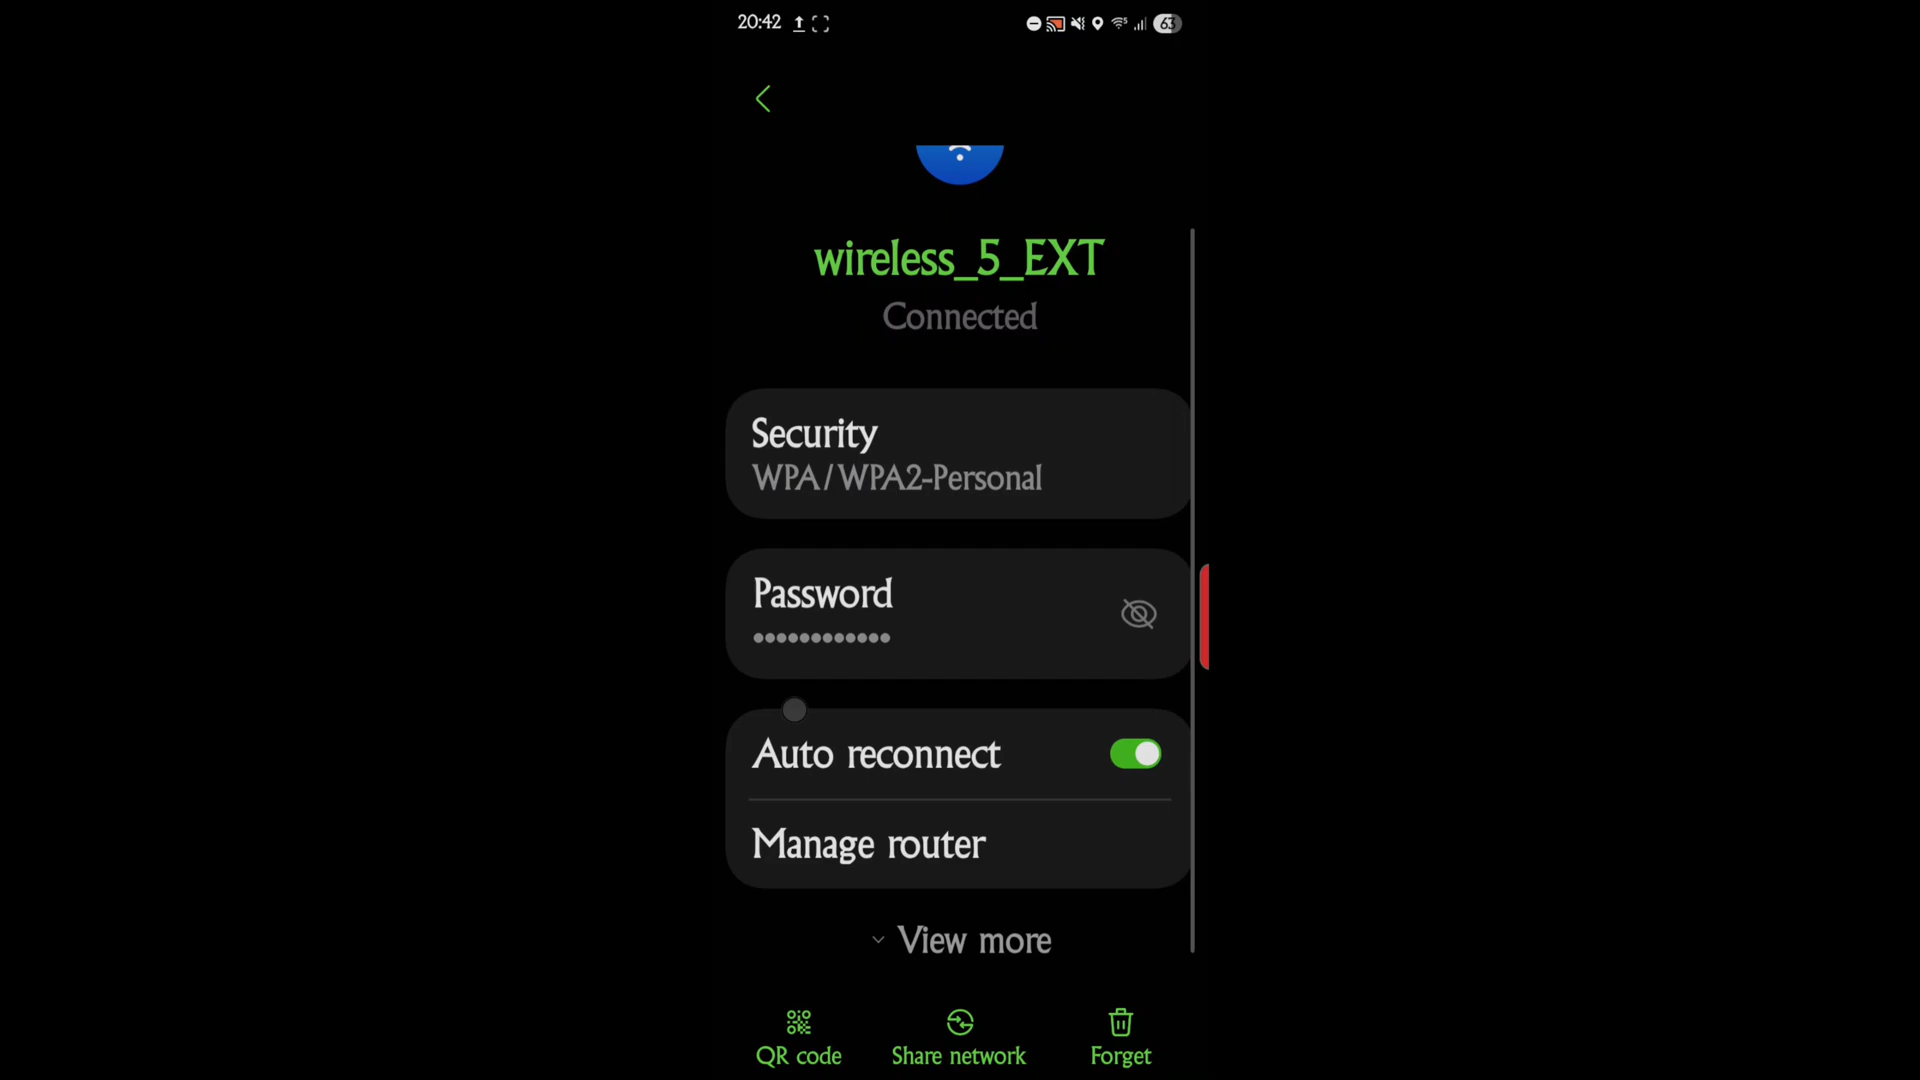 20:42
63
wireless_5_EXT
Connected
Security
WPA/WPA2-Personal
Password
••••••••••••
Auto reconnect
Manage router
View more
QR code
Share network
Forget